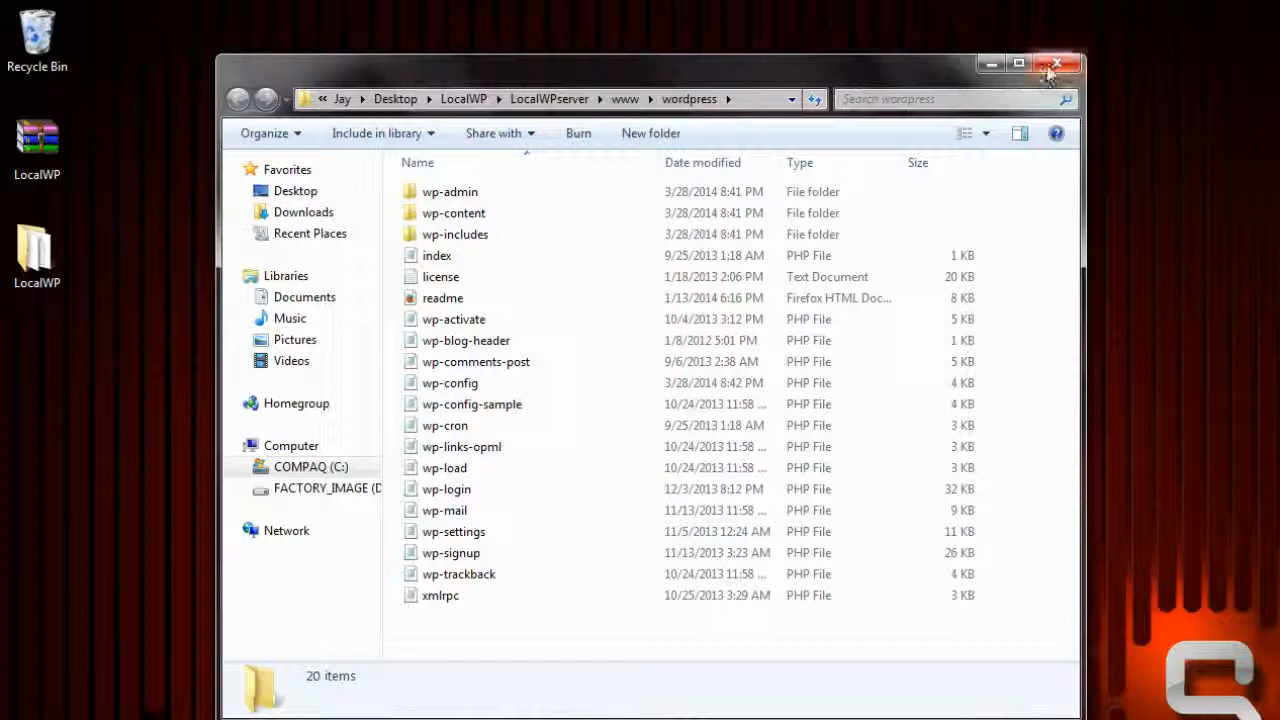 Recycle Bin
LocalWP
LocalWP
« Jay Desktop LocalWP LocalWPserver www wordpress
Search wordpress
Organize Include in library Share with Burn New folder
Favorites
Desktop
Downloads
Recent Places
Libraries
Documents
Music
Pictures
Videos
Homegroup
Computer
COMPAQ (C:)
FACTORY_IMAGE (D
Network
Name Date modified Type Size
wp-admin 3/28/2014 8:41 PM File folder
wp-content 3/28/2014 8:41 PM File folder
wp-includes 3/28/2014 8:41 PM File folder
index 9/25/2013 1:18 AM PHP File 1 KB
license 1/18/2013 2:06 PM Text Document 20 KB
readme 1/13/2014 6:16 PM Firefox HTML Doc... 8 KB
wp-activate 10/4/2013 3:12 PM PHP File 5 KB
wp-blog-header 1/8/2012 5:01 PM PHP File 1 KB
wp-comments-post 9/6/2013 2:38 AM PHP File 5 KB
wp-config 3/28/2014 8:42 PM PHP File 4 KB
wp-config-sample 10/24/2013 11:58 ... PHP File 4 KB
wp-cron 9/25/2013 1:18 AM PHP File 3 KB
wp-links-opml 10/24/2013 11:58 ... PHP File 3 KB
wp-load 10/24/2013 11:58 ... PHP File 3 KB
wp-login 12/3/2013 8:12 PM PHP File 32 KB
wp-mail 11/13/2013 11:58 ... PHP File 9 KB
wp-settings 11/5/2013 12:24 AM PHP File 11 KB
wp-signup 11/13/2013 3:23 AM PHP File 26 KB
wp-trackback 10/24/2013 11:58 ... PHP File 4 KB
xmlrpc 10/25/2013 3:29 AM PHP File 3 KB
20 items